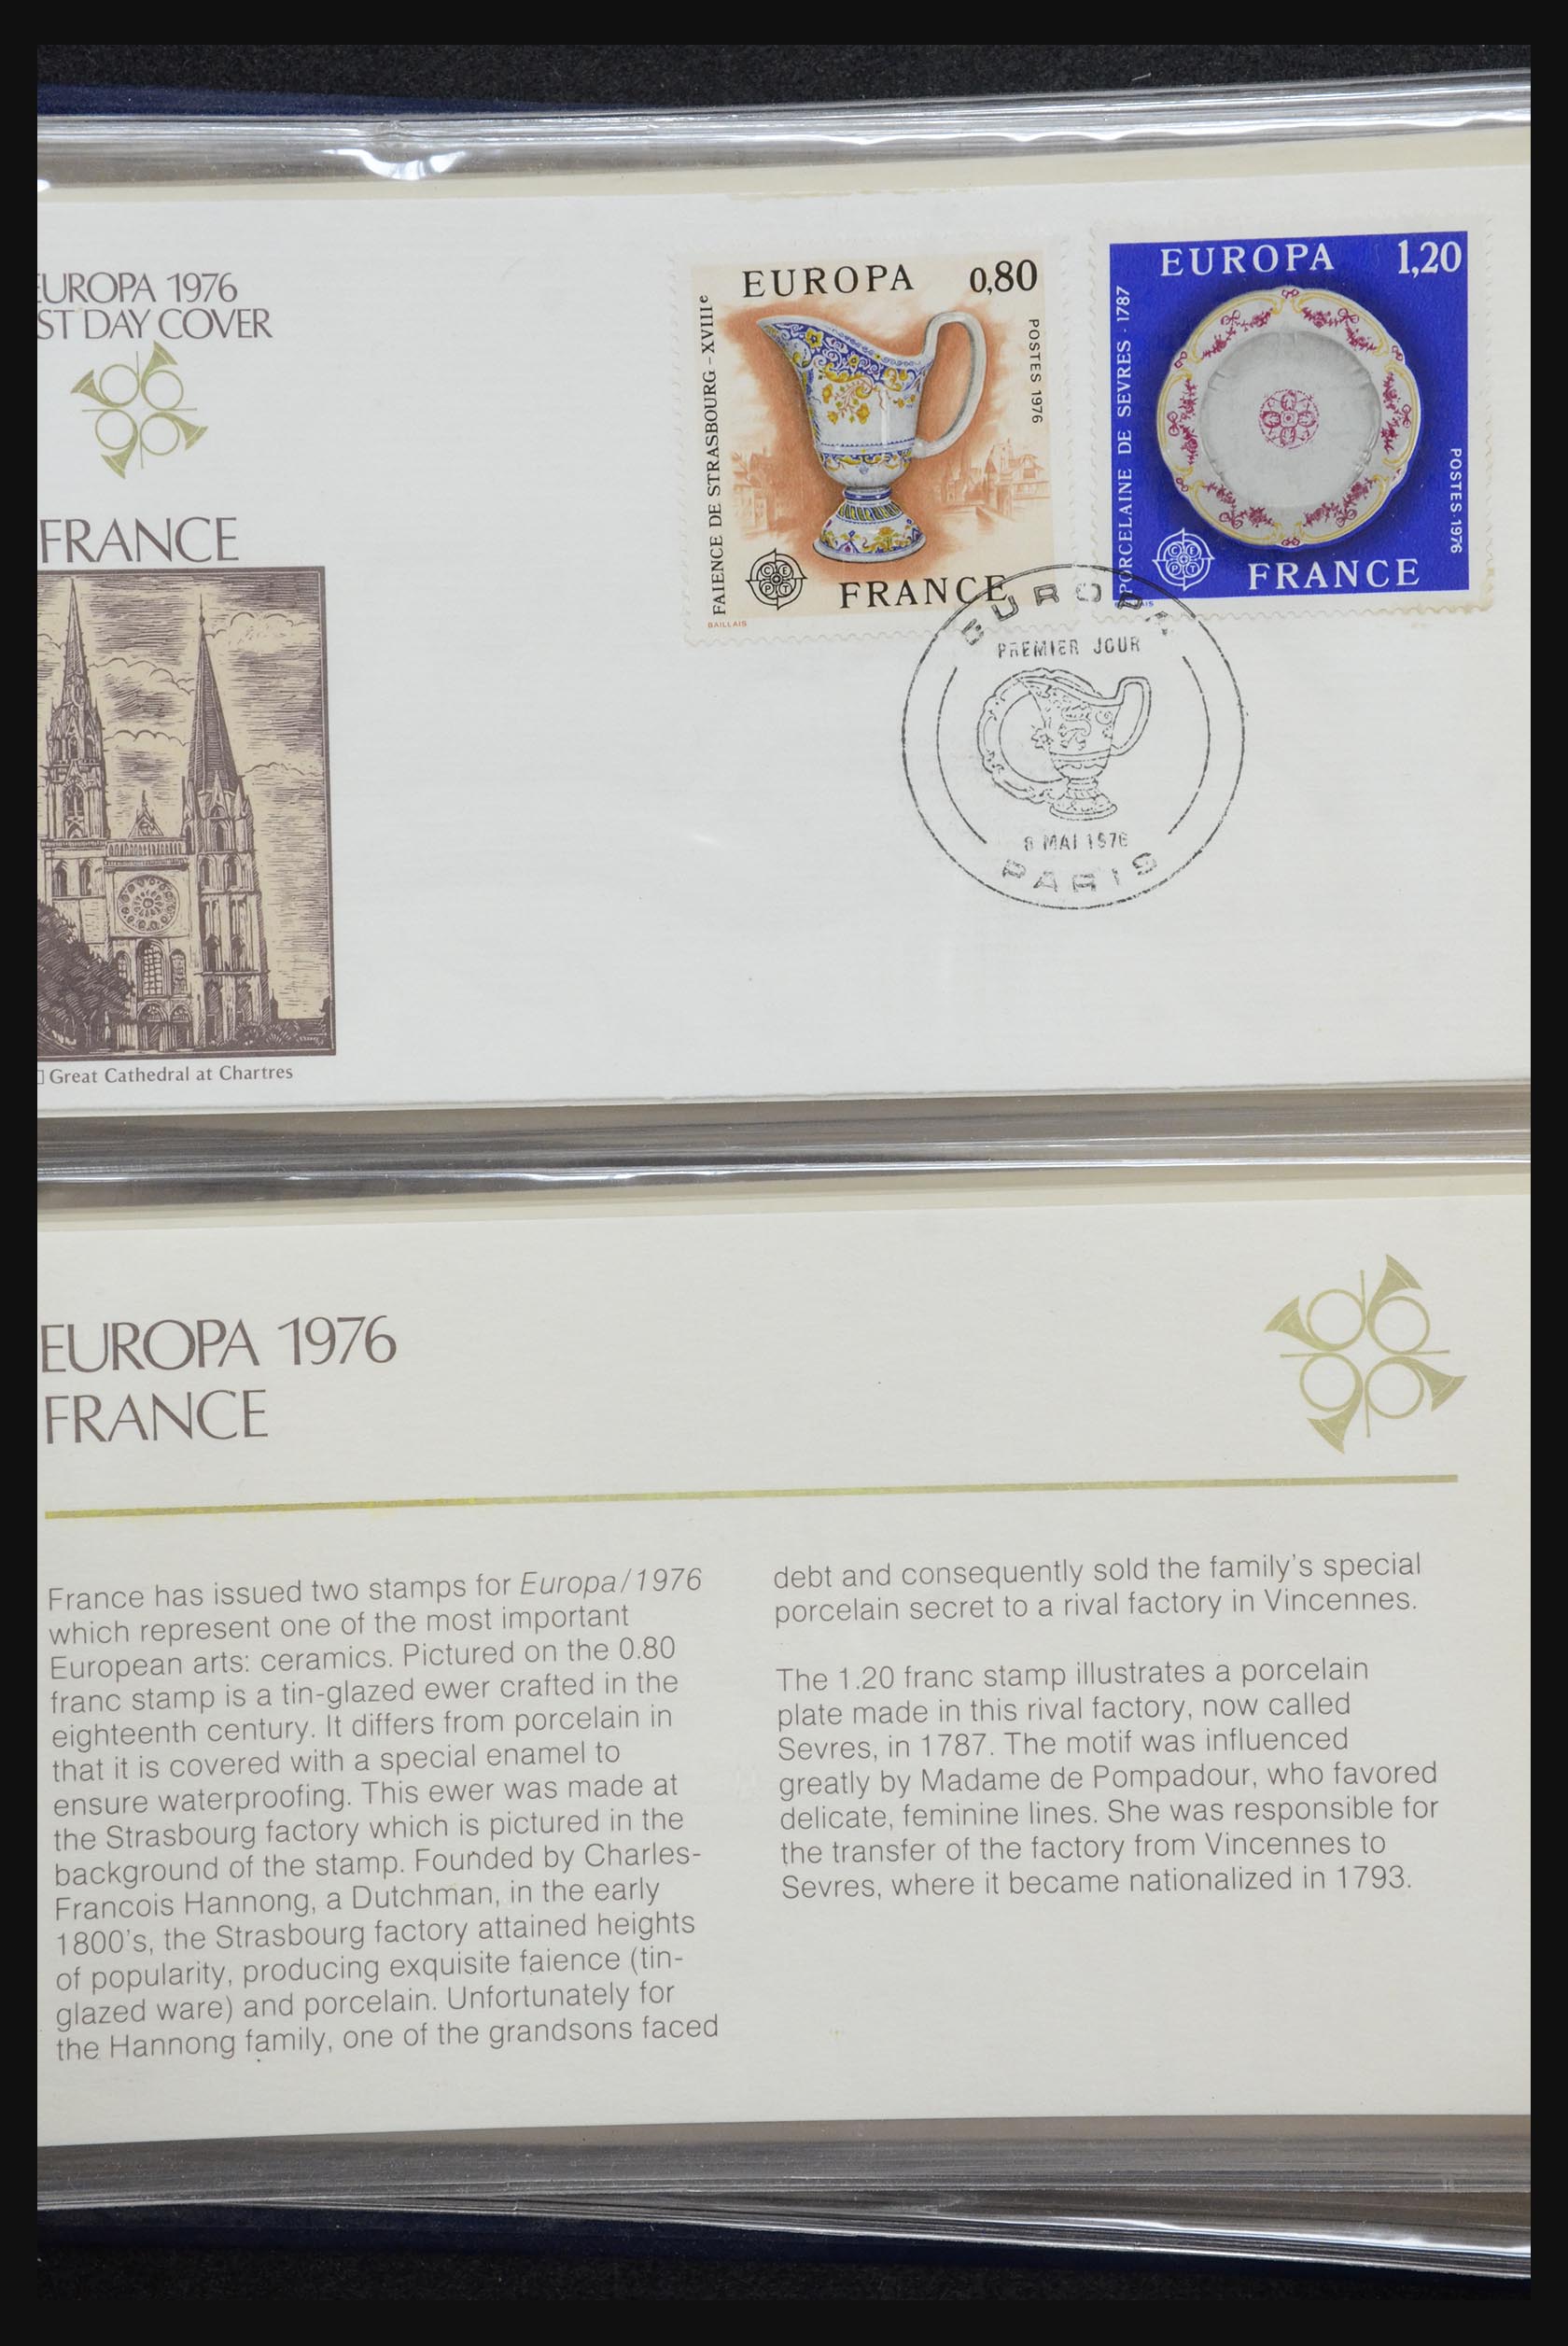 EUROPA 1976
ST DAY COVER
FRANCE
Great Cathedral at Chartres
EUROPA 0,80
FAIENCE DE STRASBOURG - XVIIIe
POSTES 1976
CEPT
FRANCE
BAILLAIS
EUROPA 1,20
PORCELAINE DE SEVRES · 1787
POSTES · 1976
CEPT
FRANCE
EUROPA
PREMIER JOUR
8 MAI 1976
PARIS
EUROPA 1976
FRANCE
France has issued two stamps for Europa/1976
which represent one of the most important
European arts: ceramics. Pictured on the 0.80
franc stamp is a tin-glazed ewer crafted in the
eighteenth century. It differs from porcelain in
that it is covered with a special enamel to
ensure waterproofing. This ewer was made at
the Strasbourg factory which is pictured in the
background of the stamp. Founded by Charles-
Francois Hannong, a Dutchman, in the early
1800's, the Strasbourg factory attained heights
of popularity, producing exquisite faience (tin-
glazed ware) and porcelain. Unfortunately for
the Hannong family, one of the grandsons faced
debt and consequently sold the family's special
porcelain secret to a rival factory in Vincennes.
The 1.20 franc stamp illustrates a porcelain
plate made in this rival factory, now called
Sevres, in 1787. The motif was influenced
greatly by Madame de Pompadour, who favored
delicate, feminine lines. She was responsible for
the transfer of the factory from Vincennes to
Sevres, where it became nationalized in 1793.